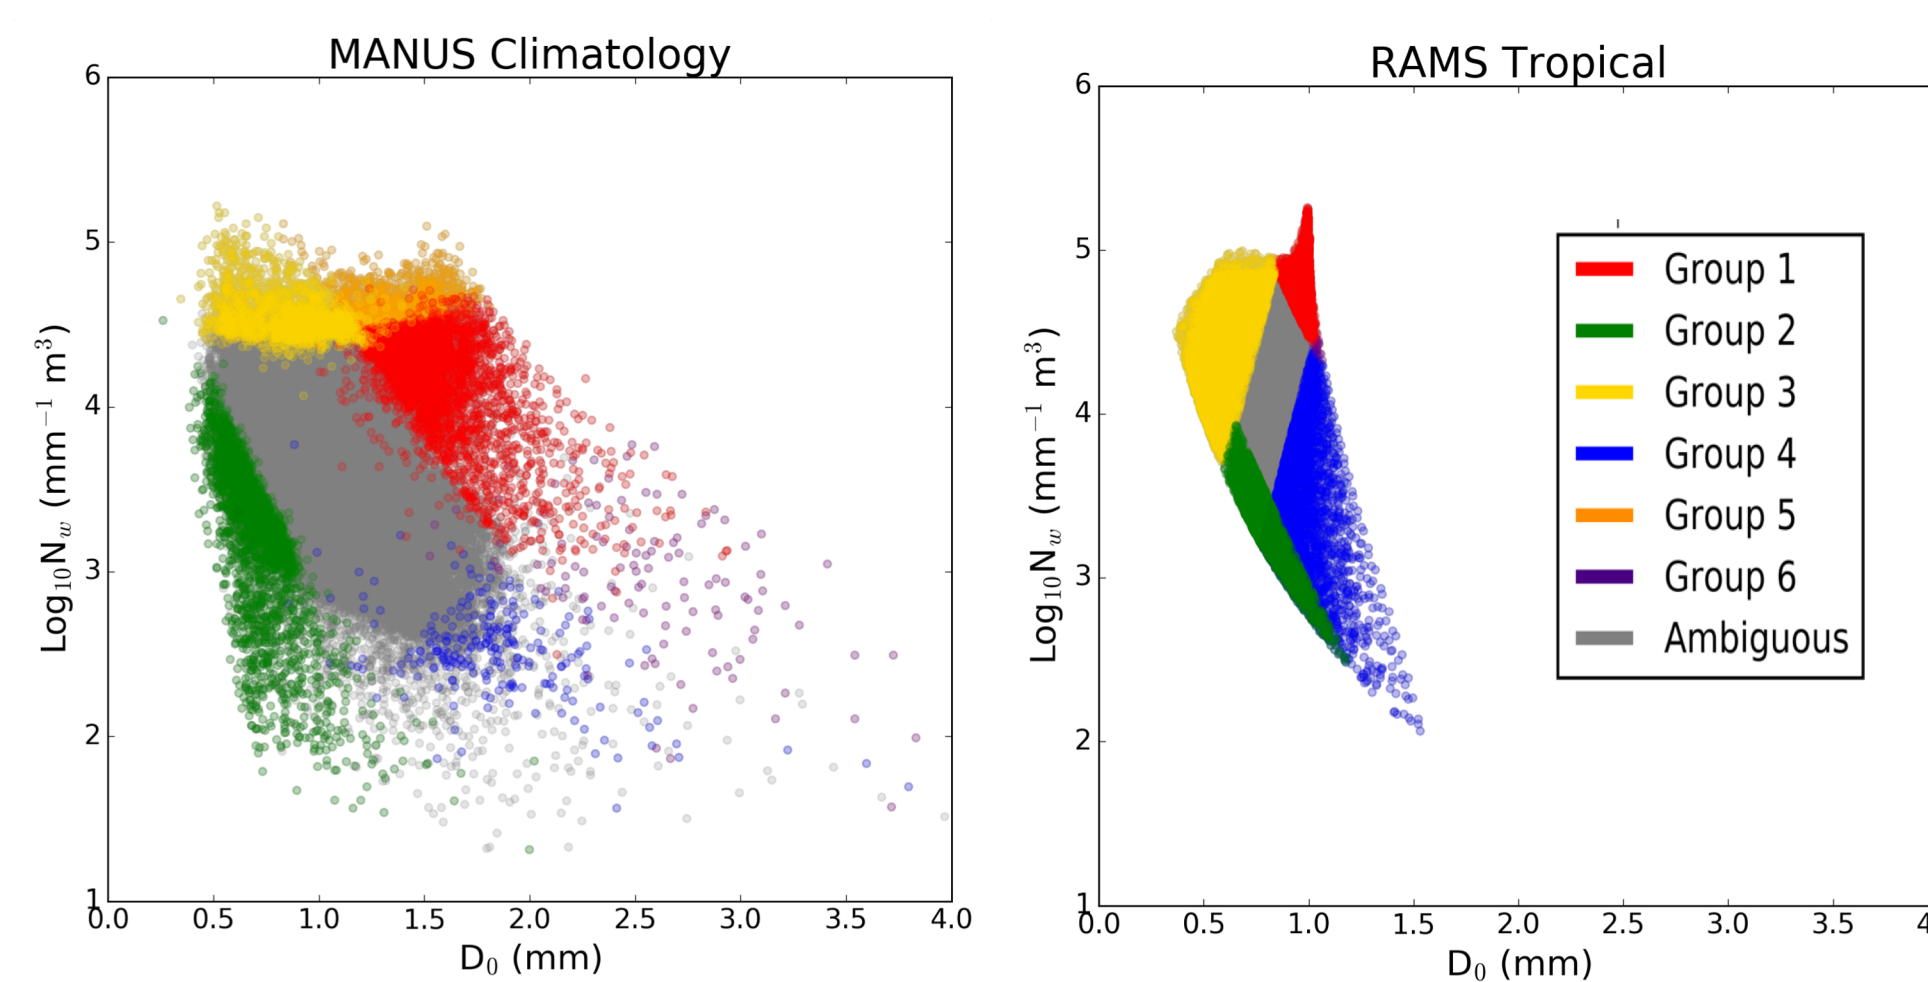 MANUS Climatology
6
5
4
3
2
1
0.0 0.5 1.0 1.5 2.0 2.5 3.0 3.5 4.0
D0 (mm)
Log10Nw (mm−1 m3)
RAMS Tropical
6
5
4
3
2
1
0.0 0.5 1.0 1.5 2.0 2.5 3.0 3.5 4
D0 (mm)
Log10Nw (mm−1 m3)
Group 1
Group 2
Group 3
Group 4
Group 5
Group 6
Ambiguous